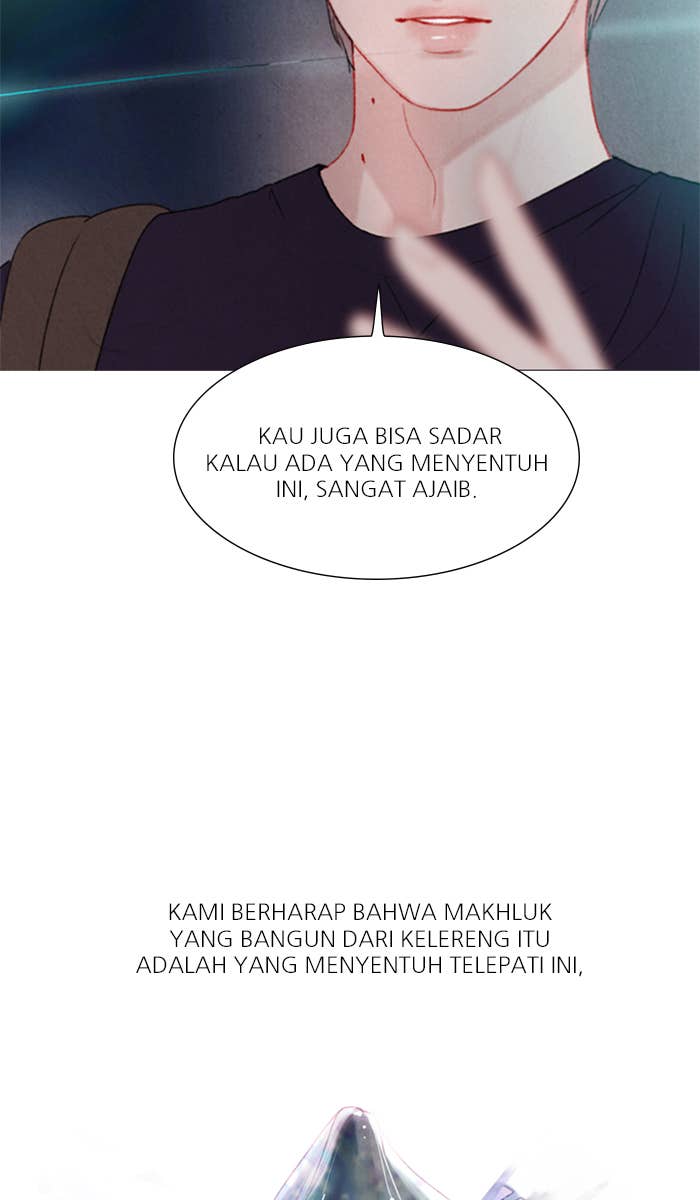 KAU JUGA BISA SADAR
KALAU ADA YANG MENYENTUH
INI, SANGAT AJAIB.
KAMI BERHARAP BAHWA MAKHLUK
YANG BANGUN DARI KELERENG ITU
ADALAH YANG MENYENTUH TELEPATI INI,